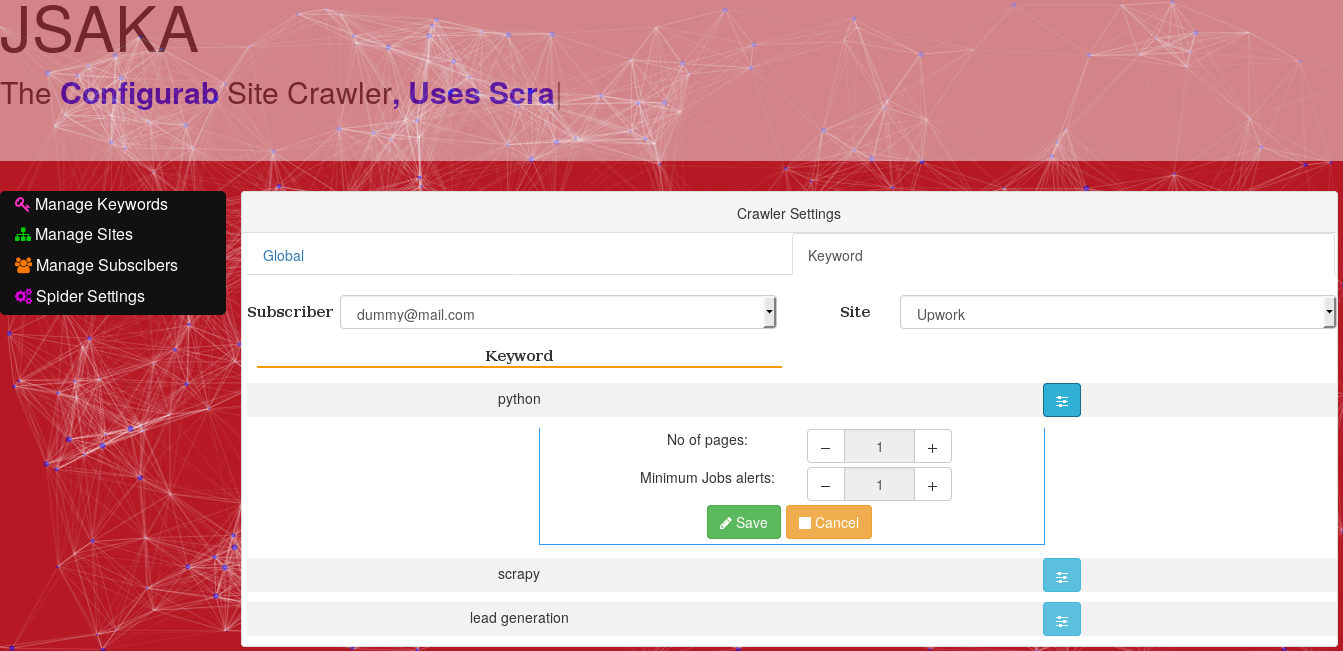 JSAKA
The Configurab Site Crawler, Uses Scra|
Manage Keywords
Manage Sites
Manage Subscibers
Spider Settings
Crawler Settings
Global Keyword
Subscriber dummy@mail.com Site Upwork
Keyword
python
No of pages: – 1 +
Minimum Jobs alerts: – 1 +
Save Cancel
scrapy
lead generation